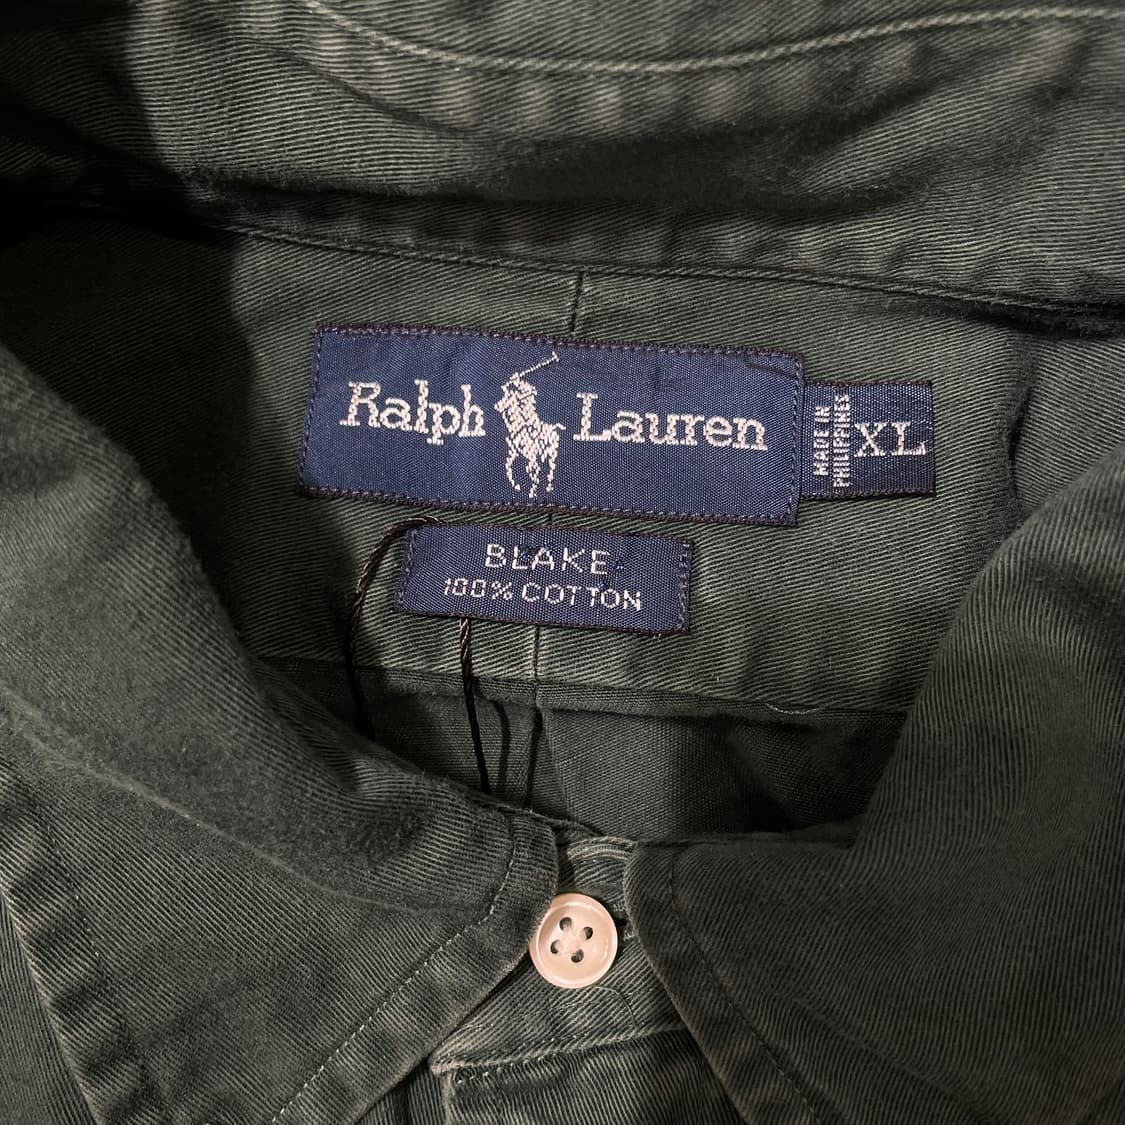 Ralph Lauren
MADE IN
PHILIPPINES
XL
BLAKE
100% COTTON